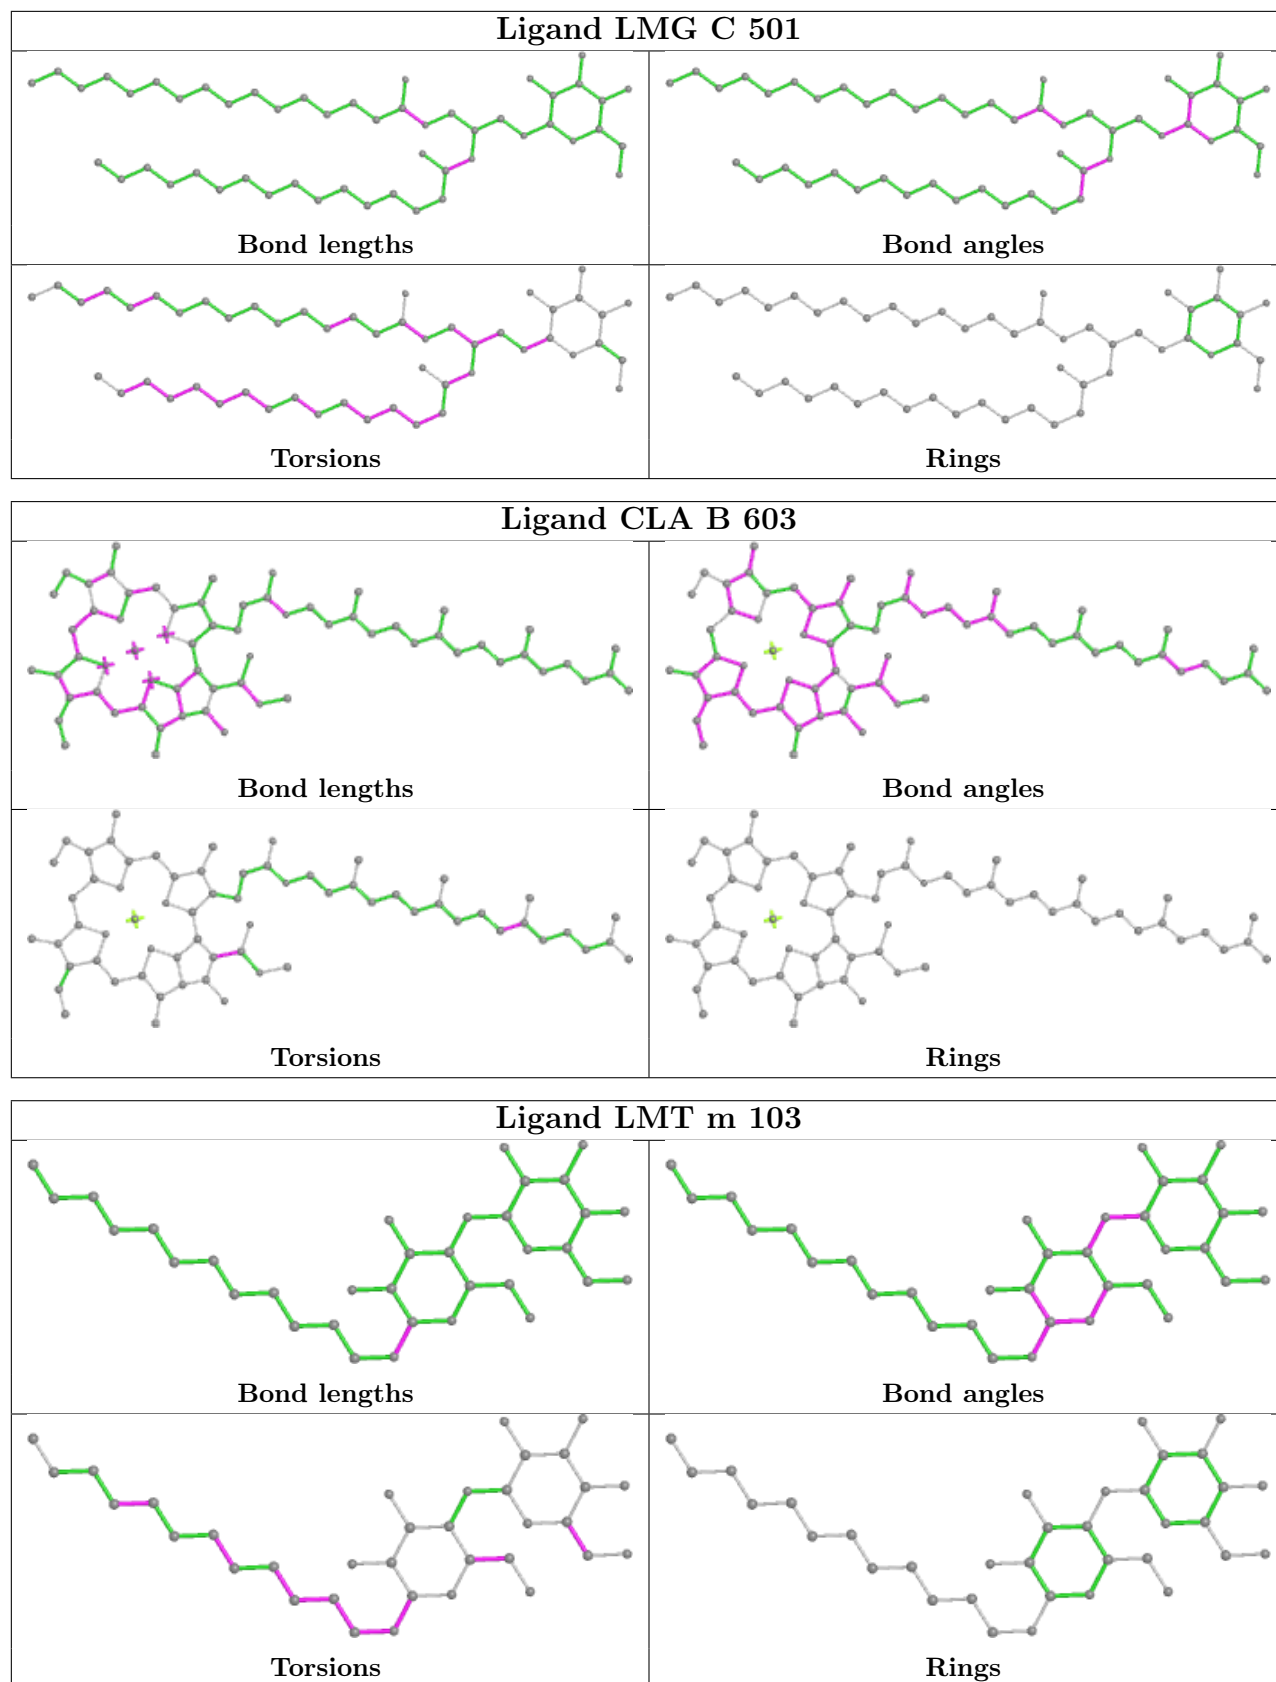 Ligand LMG C 501
Bond lengths
Bond angles
Torsions
Rings
Ligand CLA B 603
Bond lengths
Bond angles
Torsions
Rings
Ligand LMT m 103
Bond lengths
Bond angles
Torsions
Rings